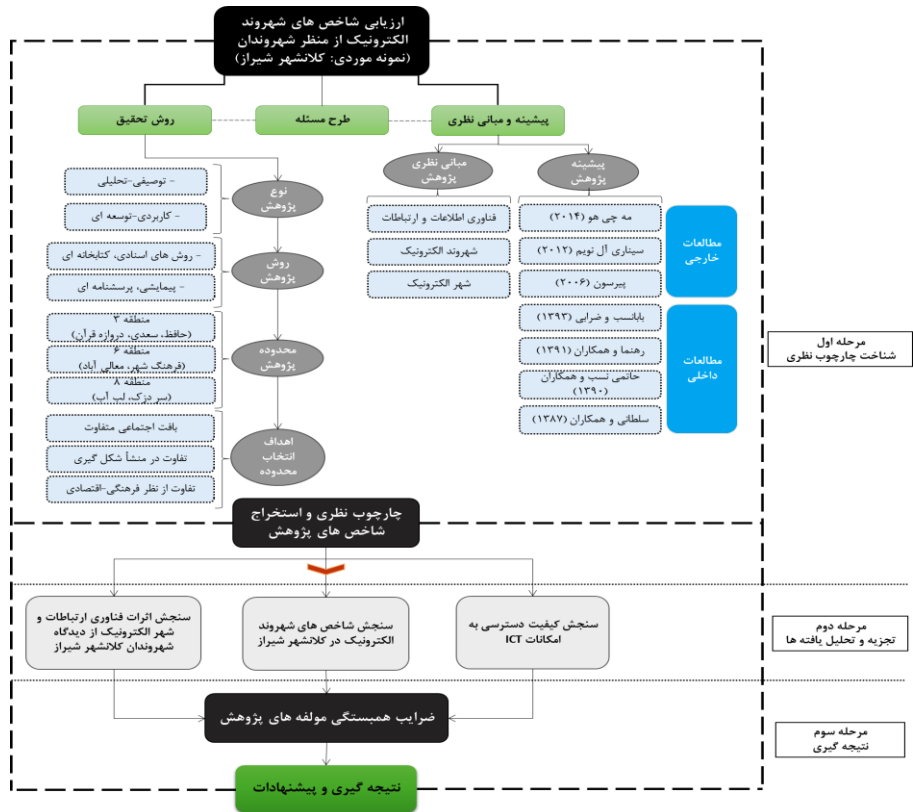 ارزیابی شاخص های شهروند
الکترونیک از منظر شهروندان
(نمونه موردی: کلانشهر شیراز)
پیشینه و مبانی نظری
طرح مسئله
روش تحقیق
پیشینه
پژوهش
مبانی نظری
پژوهش
مطالعات
خارجی
مه چی هو (۲۰۱۴)
سیناری آل نویم (۲۰۱۲)
پیرسون (۲۰۰۶)
مطالعات
داخلی
بابانسب و ضرابی (۱۳۹۳)
رهنما و همکاران (۱۳۹۱)
حاتمی نسب و همکاران
(۱۳۹۰)
سلطانی و همکاران (۱۳۸۷)
فناوری اطلاعات و ارتباطات
شهروند الکترونیک
شهر الکترونیک
نوع
پژوهش
- توصیفی-تحلیلی
- کاربردی-توسعه ای
روش
پژوهش
- روش های اسنادی، کتابخانه ای
- پیمایشی، پرسشنامه ای
محدوده
پژوهش
منطقه ۳
(حافظ، سعدی، دروازه قرآن)
منطقه ۶
(فرهنگ شهر، معالی آباد)
منطقه ۸
(سر دزک، لب آب)
اهداف
انتخاب
محدوده
بافت اجتماعی متفاوت
تفاوت در منشأ شکل گیری
تفاوت از نظر فرهنگی-اقتصادی
مرحله اول
شناخت چارچوب نظری
چارچوب نظری و استخراج
شاخص های پژوهش
سنجش کیفیت دسترسی به
امکانات ICT
سنجش شاخص های شهروند
الکترونیک در کلانشهر شیراز
سنجش اثرات فناوری ارتباطات و
شهر الکترونیک از دیدگاه
شهروندان کلانشهر شیراز
مرحله دوم
تجزیه و تحلیل یافته ها
ضرایب همبستگی مولفه های پژوهش
مرحله سوم
نتیجه گیری
نتیجه گیری و پیشنهادات